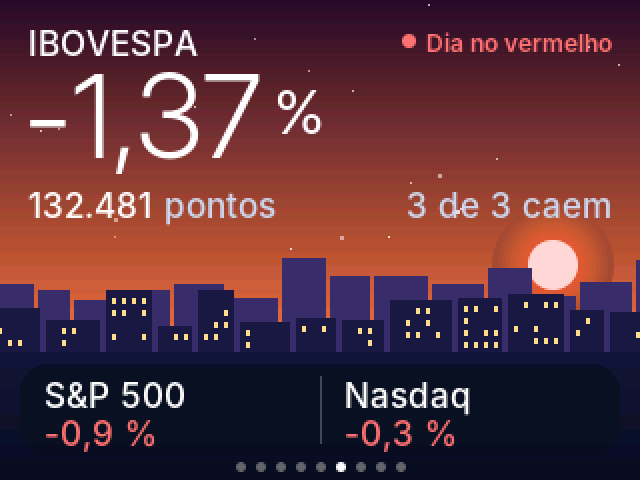 IBOVESPA
Dia no vermelho
-1,37 %
132.481 pontos
3 de 3 caem
S&P 500
-0,9 %
Nasdaq
-0,3 %